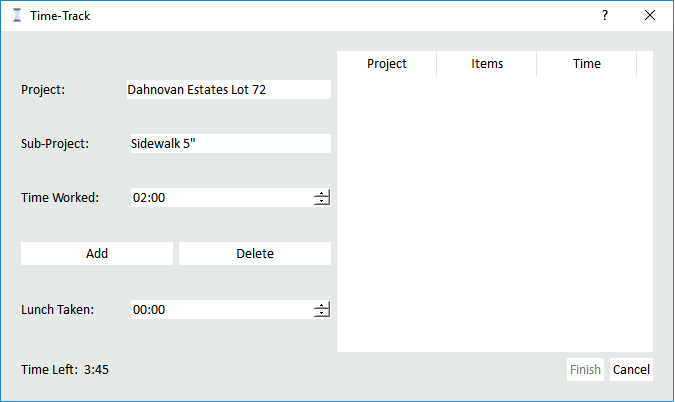 Time-Track
?
Project: Dahnovan Estates Lot 72
Sub-Project: Sidewalk 5"
Time Worked: 02:00
Add Delete
Lunch Taken: 00:00
Time Left: 3:45
Project Items Time
Finish Cancel